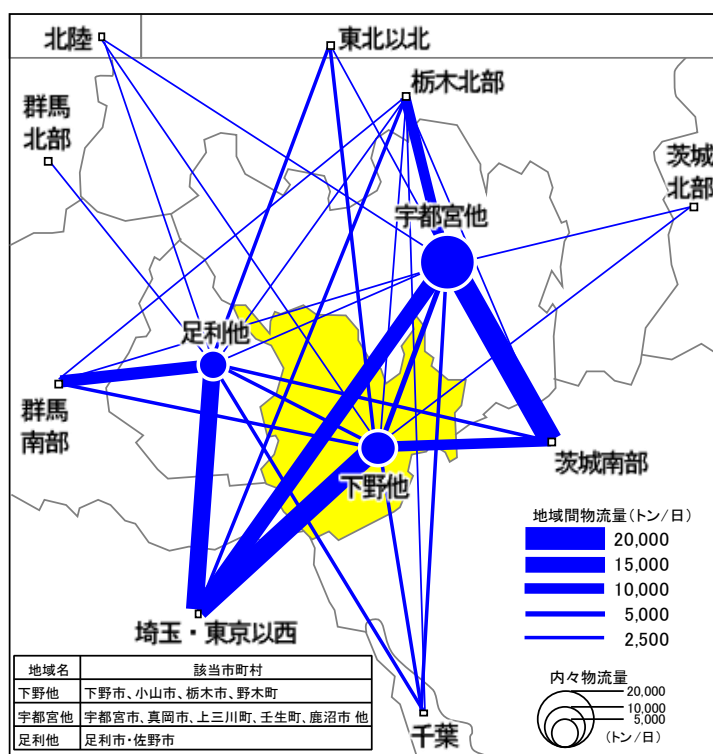 北陸
東北以北
栃木北部
群馬
北部
茨城
北部
宇都宮他
足利他
群馬
南部
下野他
茨城南部
埼玉・東京以西
千葉
地域間物流量(トン/日)
20,000
15,000
10,000
5,000
2,500
内々物流量
20,000
10,000
5,000
(トン/日)
地域名 該当市町村
下野他 下野市、小山市、栃木市、野木町
宇都宮他 宇都宮市、真岡市、上三川町、壬生町、鹿沼市 他
足利他 足利市・佐野市